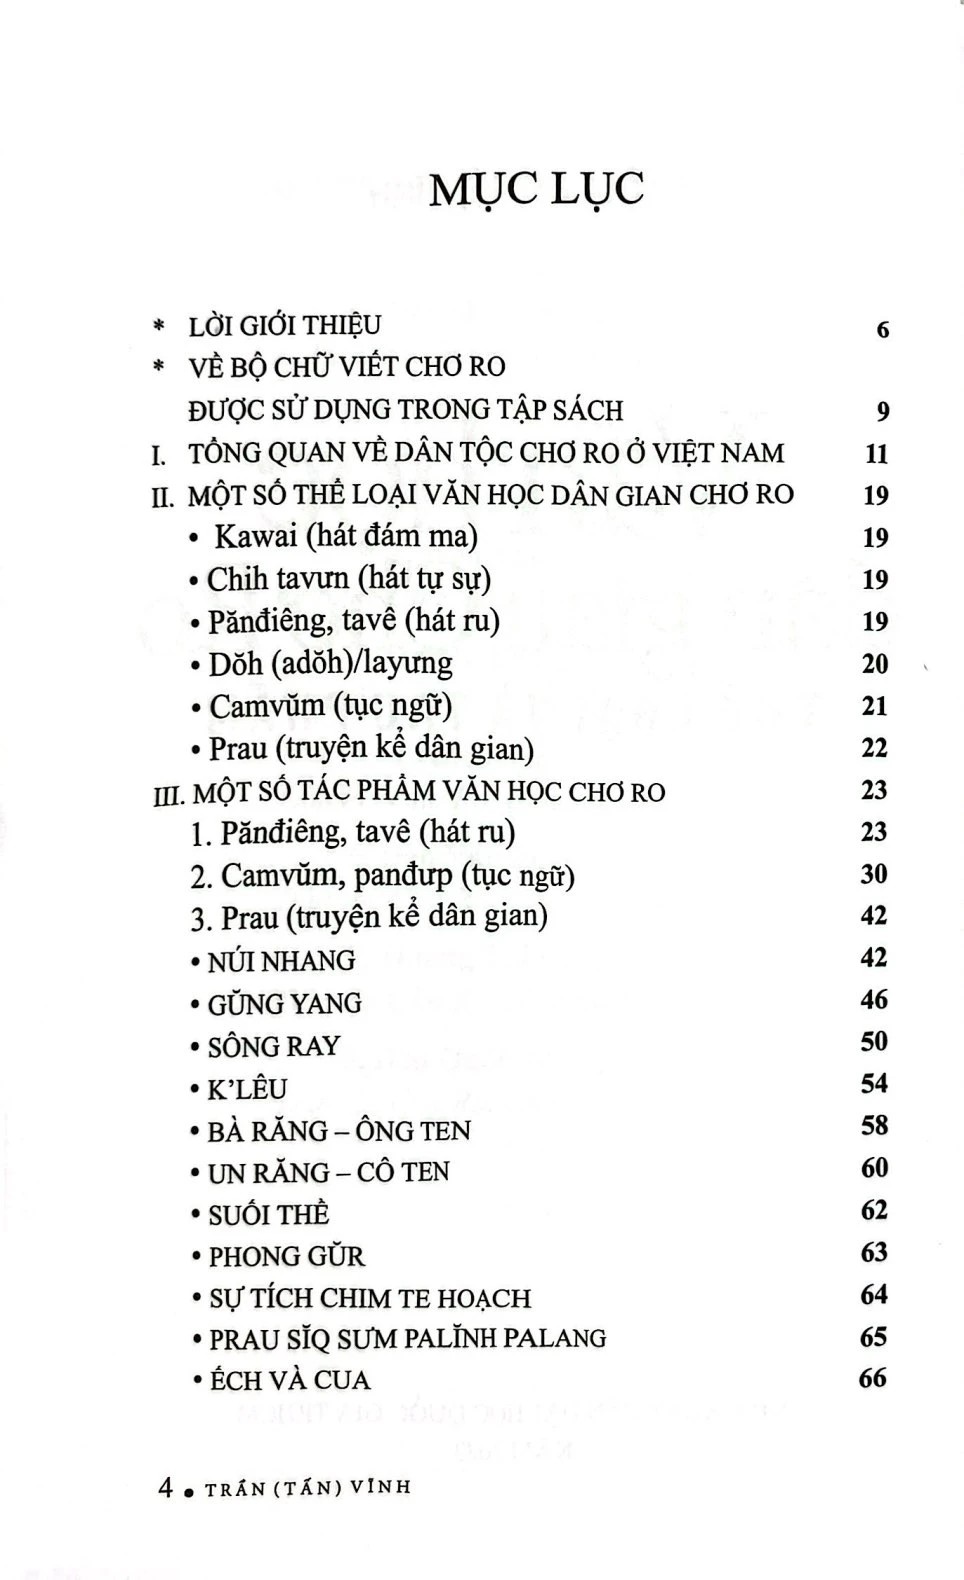 MỤC LỤC
* LỜI GIỚI THIỆU 6
* VỀ BỘ CHỮ VIẾT CHƠ RO
ĐƯỢC SỬ DỤNG TRONG TẬP SÁCH 9
I. TỔNG QUAN VỀ DÂN TỘC CHƠ RO Ở VIỆT NAM 11
II. MỘT SỐ THỂ LOẠI VĂN HỌC DÂN GIAN CHƠ RO 19
• Kawai (hát đám ma) 19
• Chih tavưn (hát tự sự) 19
• Pănđiêng, tavê (hát ru) 19
• Dŏh (adŏh)/layưng 20
• Camvŭm (tục ngữ) 21
• Prau (truyện kể dân gian) 22
III. MỘT SỐ TÁC PHẨM VĂN HỌC CHƠ RO 23
1. Pănđiêng, tavê (hát ru) 23
2. Camvŭm, panđưp (tục ngữ) 30
3. Prau (truyện kể dân gian) 42
• NÚI NHANG 42
• GŬNG YANG 46
• SÔNG RAY 50
• K’LÊU 54
• BÀ RĂNG – ÔNG TEN 58
• UN RĂNG – CÔ TEN 60
• SUỐI THỀ 62
• PHONG GŬR 63
• SỰ TÍCH CHIM TE HOẠCH 64
• PRAU SĬQ SƯM PALĬNH PALANG 65
• ẾCH VÀ CUA 66
4 • TRẦN (TẤN) VĨNH